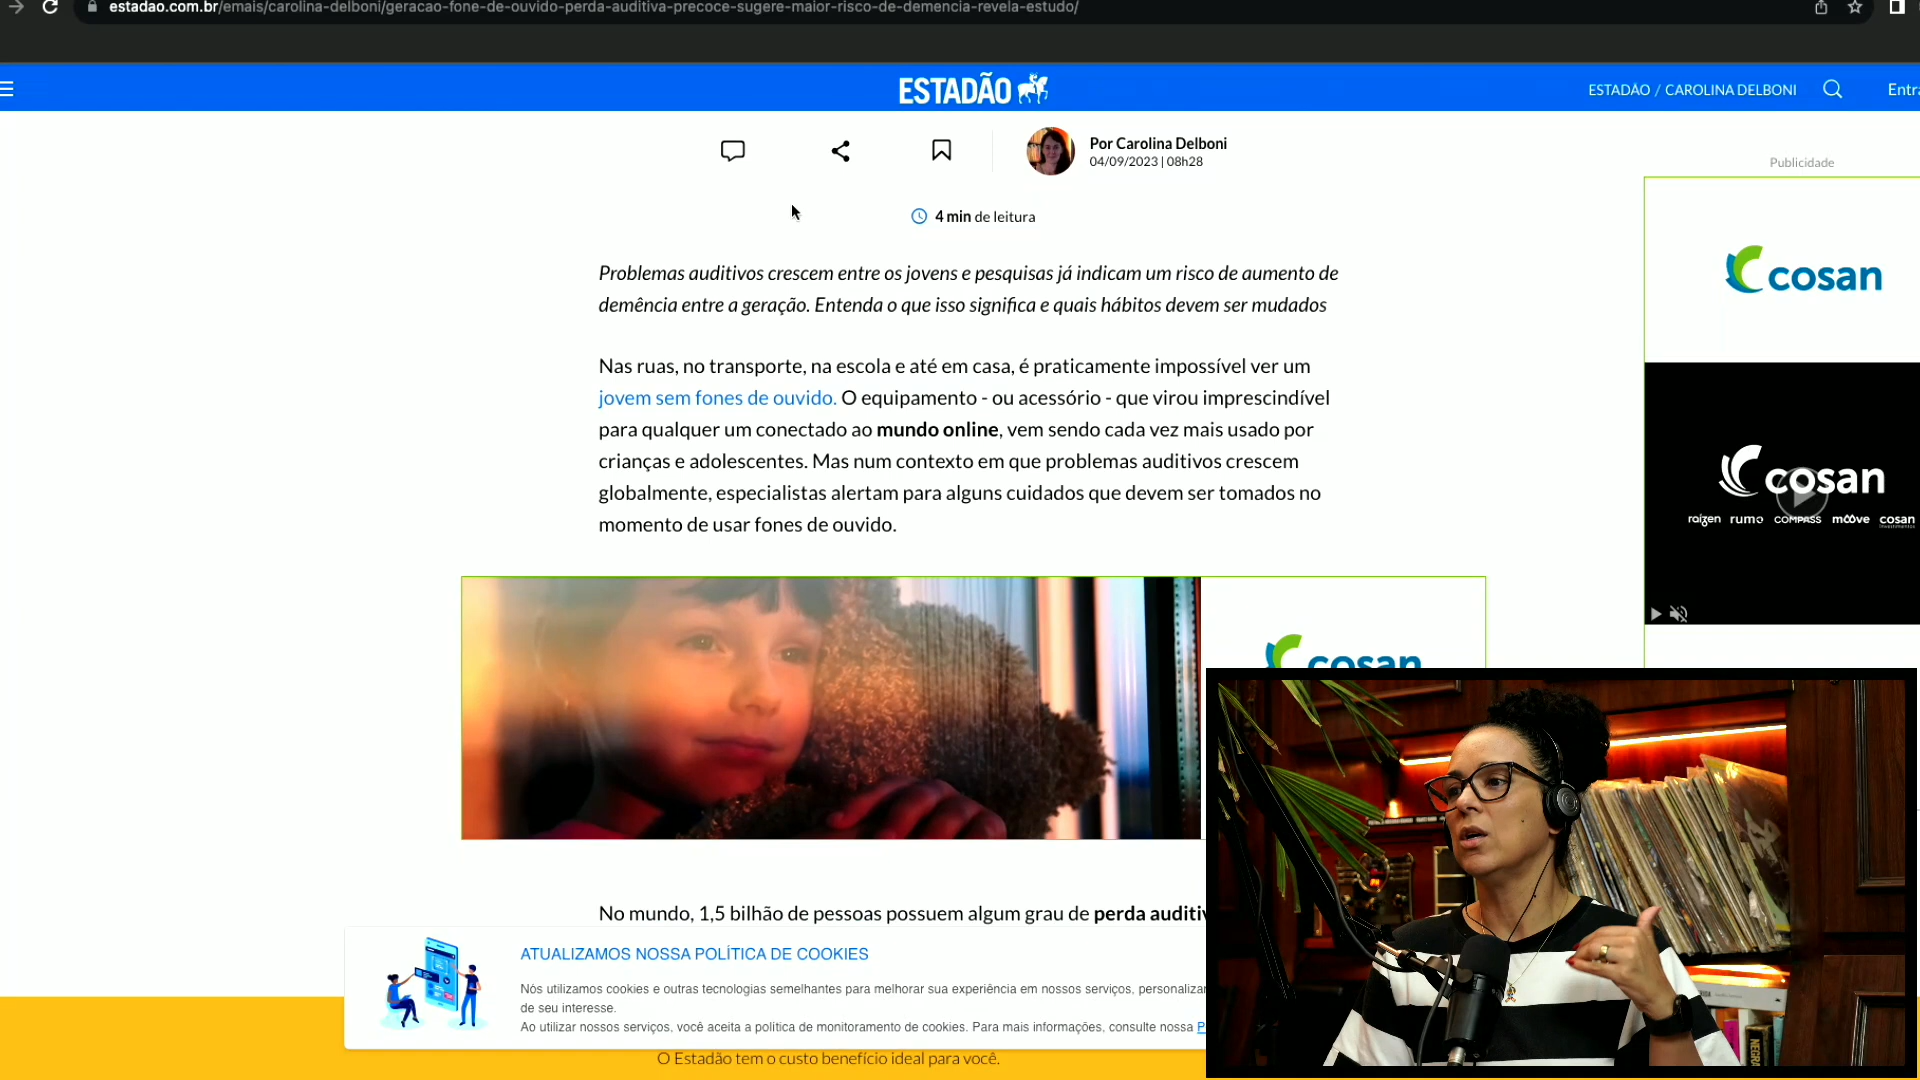 estadao.com.br/emais/carolina-delboni/geracao-fone-de-ouvido-perda-auditiva-precoce-sugere-maior-risco-de-demencia-revela-estudo/
ESTADÃO
ESTADÃO / CAROLINA DELBONI
Entra
Por Carolina Delboni
04/09/2023 | 08h28
Publicidade
4 min de leitura
cosan
Problemas auditivos crescem entre os jovens e pesquisas já indicam um risco de aumento de
demência entre a geração. Entenda o que isso significa e quais hábitos devem ser mudados
Nas ruas, no transporte, na escola e até em casa, é praticamente impossível ver um
jovem sem fones de ouvido. O equipamento - ou acessório - que virou imprescindível
para qualquer um conectado ao mundo online, vem sendo cada vez mais usado por
crianças e adolescentes. Mas num contexto em que problemas auditivos crescem
globalmente, especialistas alertam para alguns cuidados que devem ser tomados no
momento de usar fones de ouvido.
cosan
raízen rumo COMPASS moove cosan
investimentos
cosan
No mundo, 1,5 bilhão de pessoas possuem algum grau de perda auditiv
ATUALIZAMOS NOSSA POLÍTICA DE COOKIES
Nós utilizamos cookies e outras tecnologias semelhantes para melhorar sua experiência em nossos serviços, personalizar
de seu interesse.
Ao utilizar nossos serviços, você aceita a política de monitoramento de cookies. Para mais informações, consulte nossa P
O Estadão tem o custo benefício ideal para você.